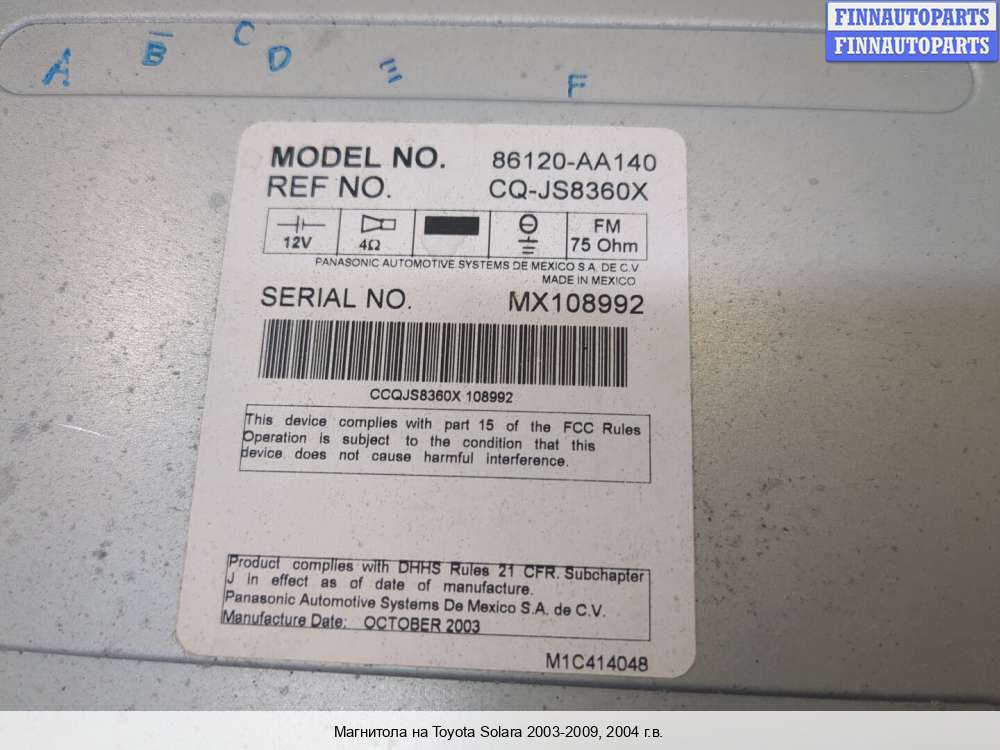 FINNAUTOPARTS
FINNAUTOPARTS
A B C D E F
MODEL NO. 86120-AA140
REF NO. CQ-JS8360X
12V 4Ω FM 75 Ohm
PANASONIC AUTOMOTIVE SYSTEMS DE MEXICO S.A. DE C.V
MADE IN MEXICO
SERIAL NO. MX108992
CCQJS8360X 108992
This device complies with part 15 of the FCC Rules
Operation is subject to the condition that this
device does not cause harmful interference.
Product complies with DHHS Rules 21 CFR. Subchapter
J in effect as of date of manufacture.
Panasonic Automotive Systems De Mexico S.A. de C.V.
Manufacture Date: OCTOBER 2003
M1C414048
Магнитола на Toyota Solara 2003-2009, 2004 г.в.